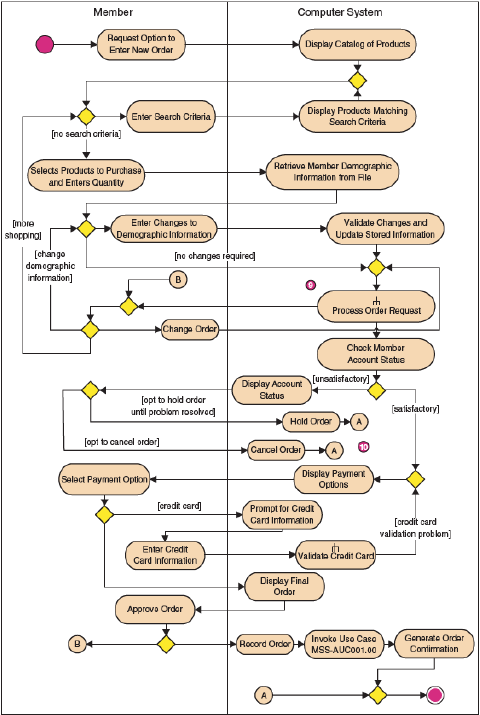 Member
Computer System
Request Option to
Enter New Order
Display Catalog of Products
Enter Search Criteria
Display Products Matching
Search Criteria
[no search criteria]
Selects Products to Purchase
and Enters Quantity
Retrieve Member Demographic
Information from File
[more
shopping]
Enter Changes to
Demographic Information
Validate Changes and
Update Stored Information
[change
demographic
information]
[no changes required]
B
9
Process Order Request
Change Order
Check Member
Account Status
[unsatisfactory]
Display Account
Status
[opt to hold order
until problem resolved]
[satisfactory]
Hold Order
A
[opt to cancel order]
Cancel Order
A
10
Select Payment Option
Display Payment
Options
[credit card]
Prompt for Credit
Card Information
[credit card
validation problem]
Enter Credit
Card Information
Validate Credit Card
Display Final
Order
Approve Order
B
Record Order
Invoke Use Case
MSS-AUC001.00
Generate Order
Confirmation
A